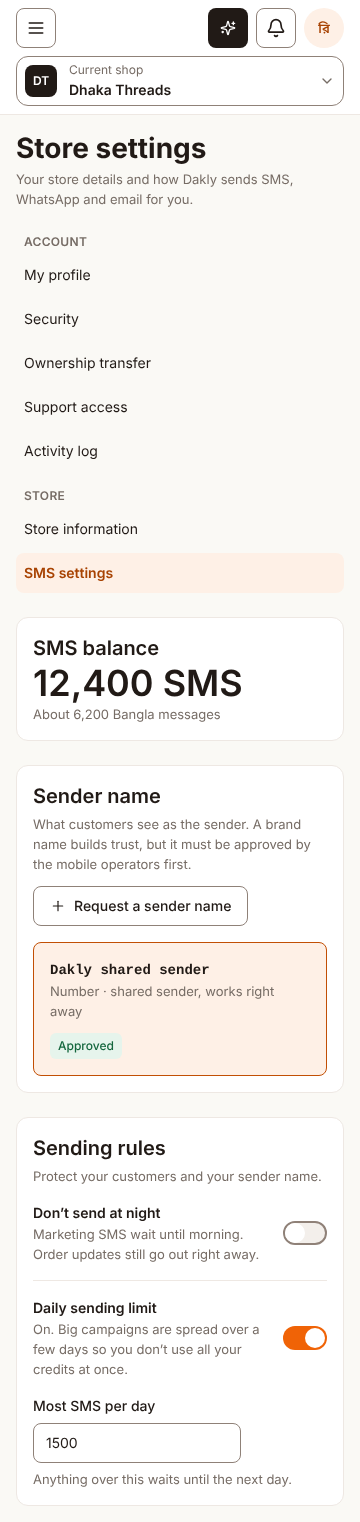 রি
DT
Current shop
Dhaka Threads
Store settings
Your store details and how Dakly sends SMS,
WhatsApp and email for you.
ACCOUNT
My profile
Security
Ownership transfer
Support access
Activity log
STORE
Store information
SMS settings
SMS balance
12,400 SMS
About 6,200 Bangla messages
Sender name
What customers see as the sender. A brand
name builds trust, but it must be approved by
the mobile operators first.
Request a sender name
Dakly shared sender
Number · shared sender, works right
away
Approved
Sending rules
Protect your customers and your sender name.
Don’t send at night
Marketing SMS wait until morning.
Order updates still go out right away.
Daily sending limit
On. Big campaigns are spread over a
few days so you don’t use all your
credits at once.
Most SMS per day
1500
Anything over this waits until the next day.